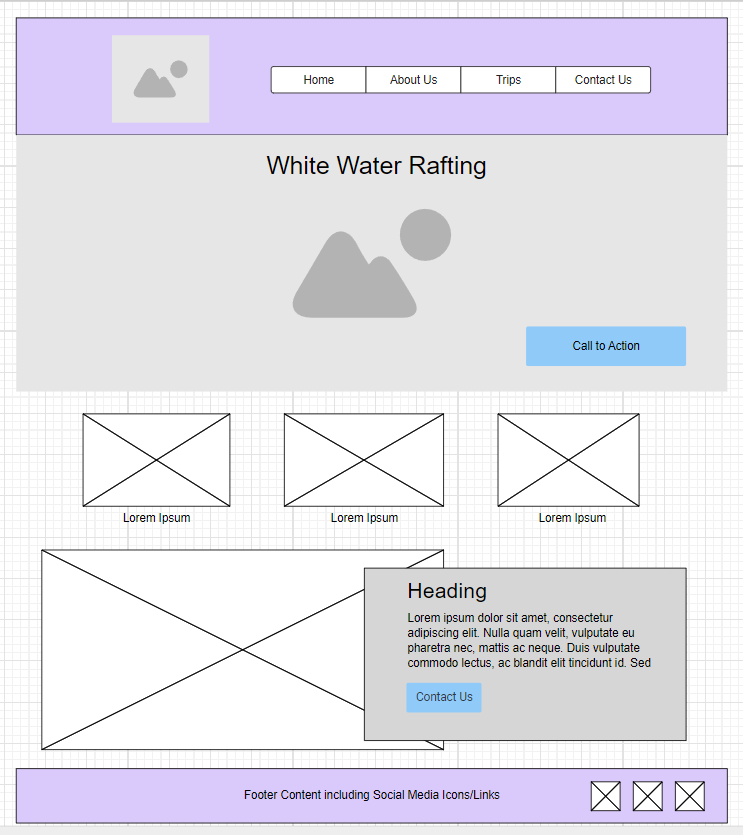 Home
About Us
Trips
Contact Us
White Water Rafting
Call to Action
Lorem Ipsum
Lorem Ipsum
Lorem Ipsum
Heading
Lorem ipsum dolor sit amet, consectetur
adipiscing elit. Nulla quam velit, vulputate eu
pharetra nec, mattis ac neque. Duis vulputate
commodo lectus, ac blandit elit tincidunt id. Sed
Contact Us
Footer Content including Social Media Icons/Links